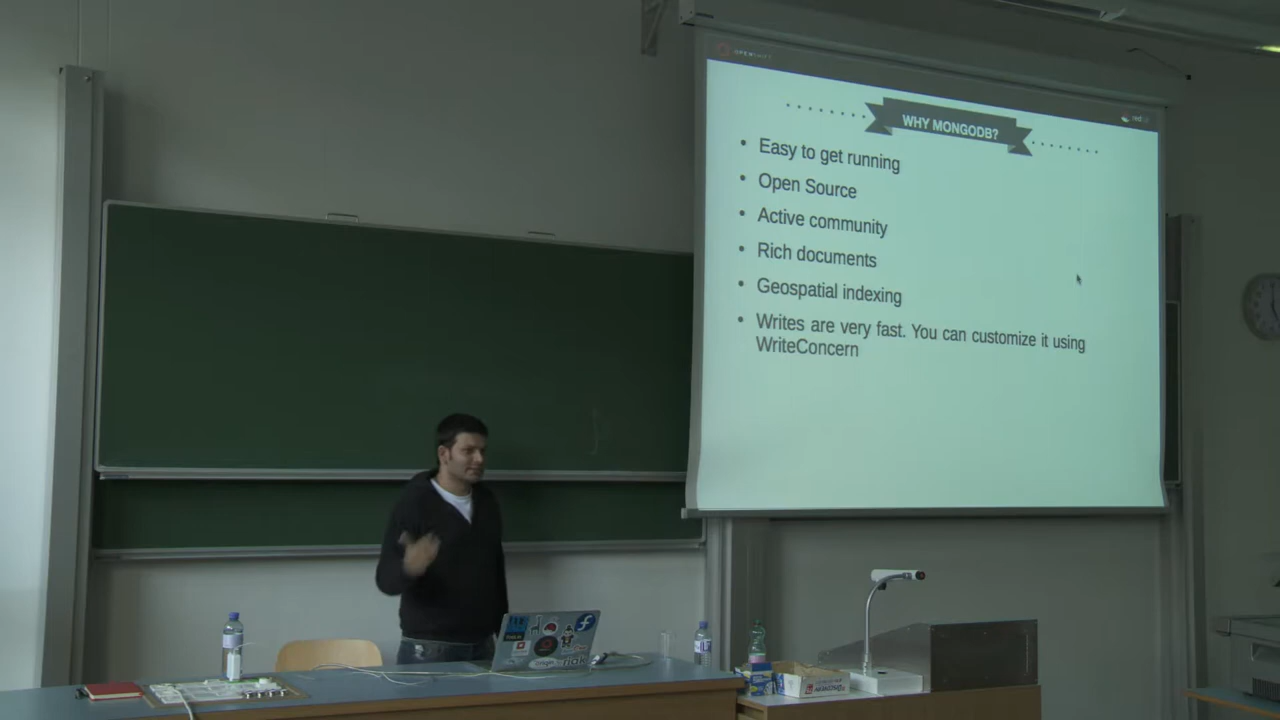 OPENSHIFT
WHY MONGODB?
• Easy to get running
• Open Source
• Active community
• Rich documents
• Geospatial indexing
• Writes are very fast. You can customize it using
WriteConcern